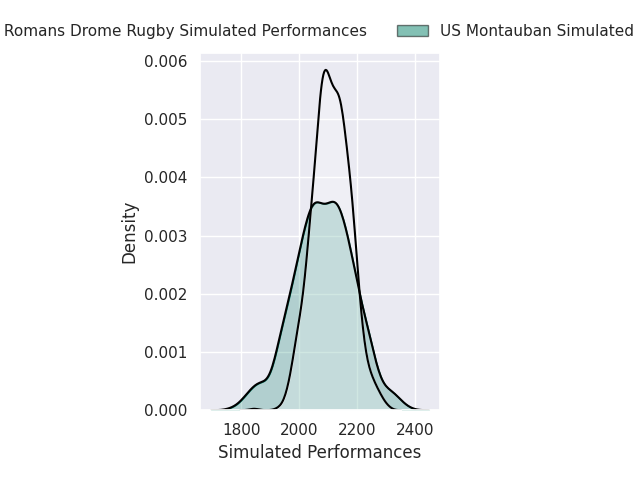 Romans Drome Rugby Simulated Performances
US Montauban Simulated
0.006
0.005
0.004
0.003
0.002
0.001
0.000
Density
1800 2000 2200 2400
Simulated Performances